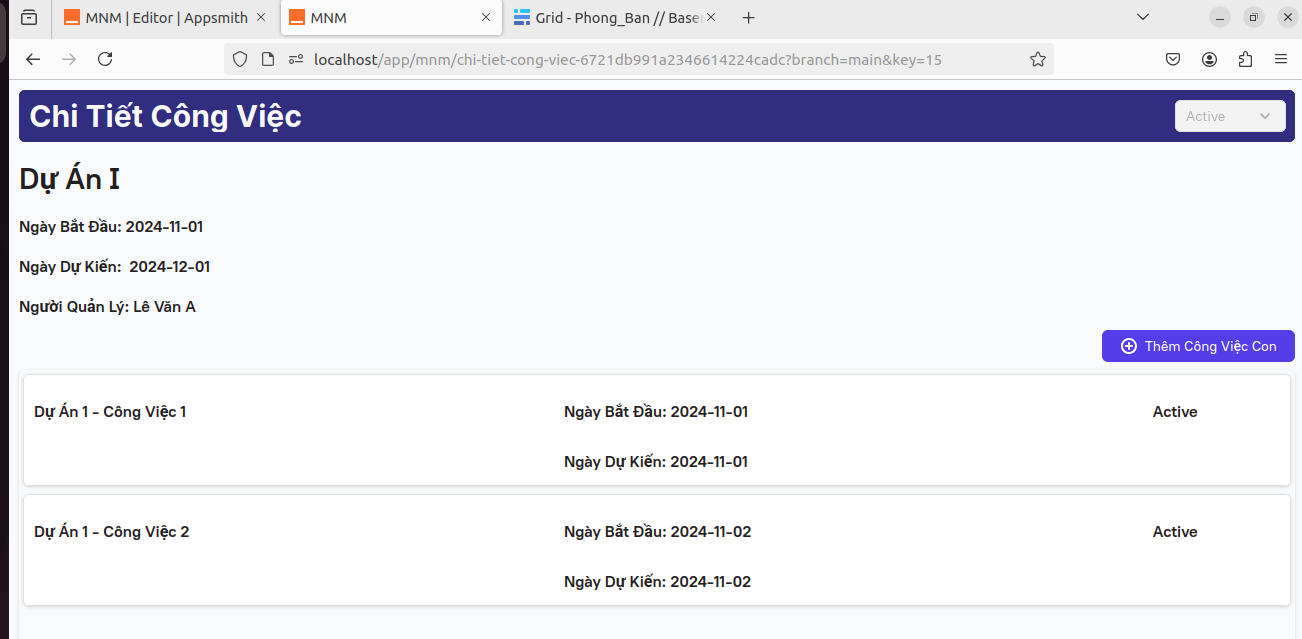 MNM | Editor | Appsmith
MNM
Grid - Phong_Ban // Base
localhost/app/mnm/chi-tiet-cong-viec-6721db991a2346614224cadc?branch=main&key=15
Chi Tiết Công Việc
Active
Dự Án I
Ngày Bắt Đầu: 2024-11-01
Ngày Dự Kiến: 2024-12-01
Người Quản Lý: Lê Văn A
Thêm Công Việc Con
Dự Án 1 - Công Việc 1
Ngày Bắt Đầu: 2024-11-01
Active
Ngày Dự Kiến: 2024-11-01
Dự Án 1 - Công Việc 2
Ngày Bắt Đầu: 2024-11-02
Active
Ngày Dự Kiến: 2024-11-02